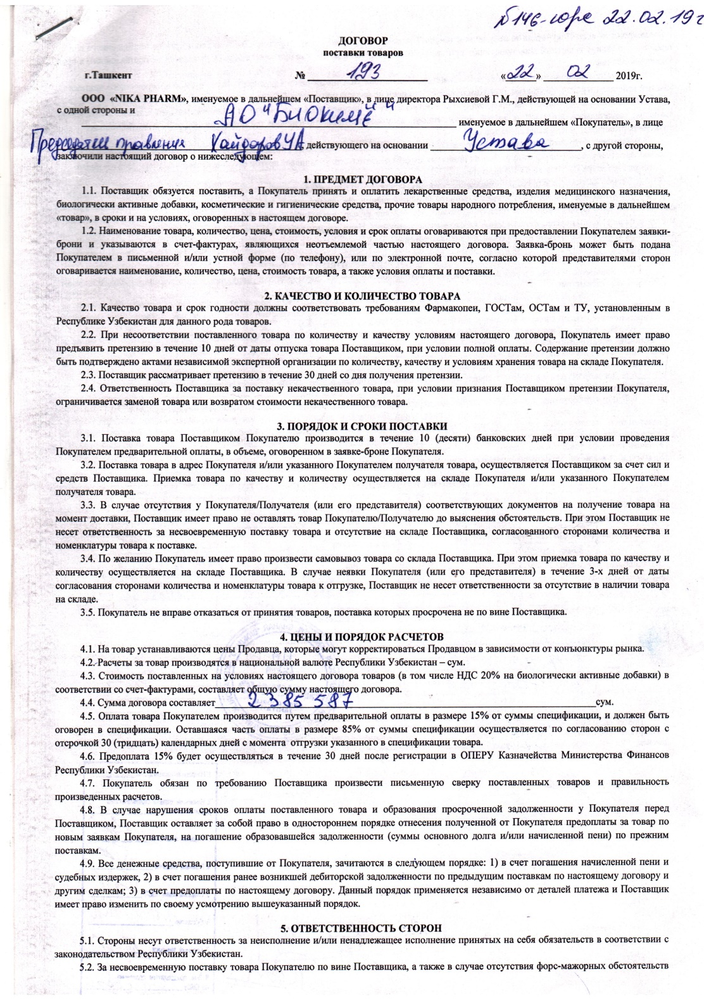 №146-юрс 22.02.19г
ДОГОВОР
поставки товаров
г.Ташкент № 193 «22» 02 2019г.
ООО «NIKA PHARM», именуемое в дальнейшем «Поставщик», в лице директора Рыхсиевой Г.М., действующей на основании Устава,
с одной стороны и
АО "Биокимё" именуемое в дальнейшем «Покупатель», в лице
Председателя правления Хайдаров У.А, действующего на основании Устава, с другой стороны,
заключили настоящий договор о нижеследующем:
1. ПРЕДМЕТ ДОГОВОРА
1.1. Поставщик обязуется поставить, а Покупатель принять и оплатить лекарственные средства, изделия медицинского назначения,
биологически активные добавки, косметические и гигиенические средства, прочие товары народного потребления, именуемые в дальнейшем
«товар», в сроки и на условиях, оговоренных в настоящем договоре.
1.2. Наименование товара, количество, цена, стоимость, условия и срок оплаты оговариваются при предоставлении Покупателем заявки-
брони и указываются в счет-фактурах, являющихся неотъемлемой частью настоящего договора. Заявка-бронь может быть подана
Покупателем в письменной и/или устной форме (по телефону), или по электронной почте, согласно которой представителями сторон
оговаривается наименование, количество, цена, стоимость товара, а также условия оплаты и поставки.
2. КАЧЕСТВО И КОЛИЧЕСТВО ТОВАРА
2.1. Качество товара и срок годности должны соответствовать требованиям Фармакопеи, ГОСТам, ОСТам и ТУ, установленным в
Республике Узбекистан для данного рода товаров.
2.2. При несоответствии поставленного товара по количеству и качеству условиям настоящего договора, Покупатель имеет право
предъявить претензию в течение 10 дней от даты отпуска товара Поставщиком, при условии полной оплаты. Содержание претензии должно
быть подтверждено актами независимой экспертной организации по количеству, качеству и условиям хранения товара на складе Покупателя.
2.3. Поставщик рассматривает претензию в течение 30 дней со дня получения претензии.
2.4. Ответственность Поставщика за поставку некачественного товара, при условии признания Поставщиком претензии Покупателя,
ограничивается заменой товара или возвратом стоимости некачественного товара.
3. ПОРЯДОК И СРОКИ ПОСТАВКИ
3.1. Поставка товара Поставщиком Покупателю производится в течение 10 (десяти) банковских дней при условии проведения
Покупателем предварительной оплаты, в объеме, оговоренном в заявке-броне Покупателя.
3.2. Поставка товара в адрес Покупателя и/или указанного Покупателем получателя товара, осуществляется Поставщиком за счет сил и
средств Поставщика. Приемка товара по качеству и количеству осуществляется на складе Покупателя и/или указанного Покупателем
получателя товара.
3.3. В случае отсутствия у Покупателя/Получателя (или его представителя) соответствующих документов на получение товара на
момент доставки, Поставщик имеет право не оставлять товар Покупателю/Получателю до выяснения обстоятельств. При этом Поставщик не
несет ответственность за несвоевременную поставку товара и отсутствие на складе Поставщика, согласованного сторонами количества и
номенклатуры товара к поставке.
3.4. По желанию Покупатель имеет право произвести самовывоз товара со склада Поставщика. При этом приемка товара по качеству и
количеству осуществляется на складе Поставщика. В случае неявки Покупателя (или его представителя) в течение 3-х дней от даты
согласования сторонами количества и номенклатуры товара к отгрузке, Поставщик не несет ответственности за отсутствие в наличии товара
на складе.
3.5. Покупатель не вправе отказаться от принятия товаров, поставка которых просрочена не по вине Поставщика.
4. ЦЕНЫ И ПОРЯДОК РАСЧЕТОВ
4.1. На товар устанавливаются цены Продавца, которые могут корректироваться Продавцом в зависимости от конъюнктуры рынка.
4.2. Расчеты за товар производятся в национальной валюте Республики Узбекистан – сум.
4.3. Стоимость поставленных на условиях настоящего договора товаров (в том числе НДС 20% на биологически активные добавки) в
соответствии со счет-фактурами, составляет общую сумму настоящего договора.
4.4. Сумма договора составляет 2 385 587 сум.
4.5. Оплата товара Покупателем производится путем предварительной оплаты в размере 15% от суммы спецификации, и должен быть
оговорен в спецификации. Оставшаяся часть оплаты в размере 85% от суммы спецификации осуществляется по согласованию сторон с
отсрочкой 30 (тридцать) календарных дней с момента отгрузки указанного в спецификации товара.
4.6. Предоплата 15% будет осуществляться в течение 30 дней после регистрации в ОПЕРУ Казначейства Министерства Финансов
Республики Узбекистан.
4.7. Покупатель обязан по требованию Поставщика произвести письменную сверку поставленных товаров и правильность
произведенных расчетов.
4.8. В случае нарушения сроков оплаты поставленного товара и образования просроченной задолженности у Покупателя перед
Поставщиком, Поставщик оставляет за собой право в одностороннем порядке отнесения полученной от Покупателя предоплаты за товар по
новым заявкам Покупателя, на погашение образовавшейся задолженности (суммы основного долга и/или начисленной пени) по прежним
поставкам.
4.9. Все денежные средства, поступившие от Покупателя, зачитаются в следующем порядке: 1) в счет погашения начисленной пени и
судебных издержек, 2) в счет погашения ранее возникшей дебиторской задолженности по предыдущим поставкам по настоящему договору и
другим сделкам; 3) в счет предоплаты по настоящему договору. Данный порядок применяется независимо от деталей платежа и Поставщик
имеет право изменить по своему усмотрению вышеуказанный порядок.
5. ОТВЕТСТВЕННОСТЬ СТОРОН
5.1. Стороны несут ответственность за неисполнение и/или ненадлежащее исполнение принятых на себя обязательств в соответствии с
законодательством Республики Узбекистан.
5.2. За несвоевременную поставку товара Покупателю по вине Поставщика, а также в случае отсутствия форс-мажорных обстоятельств